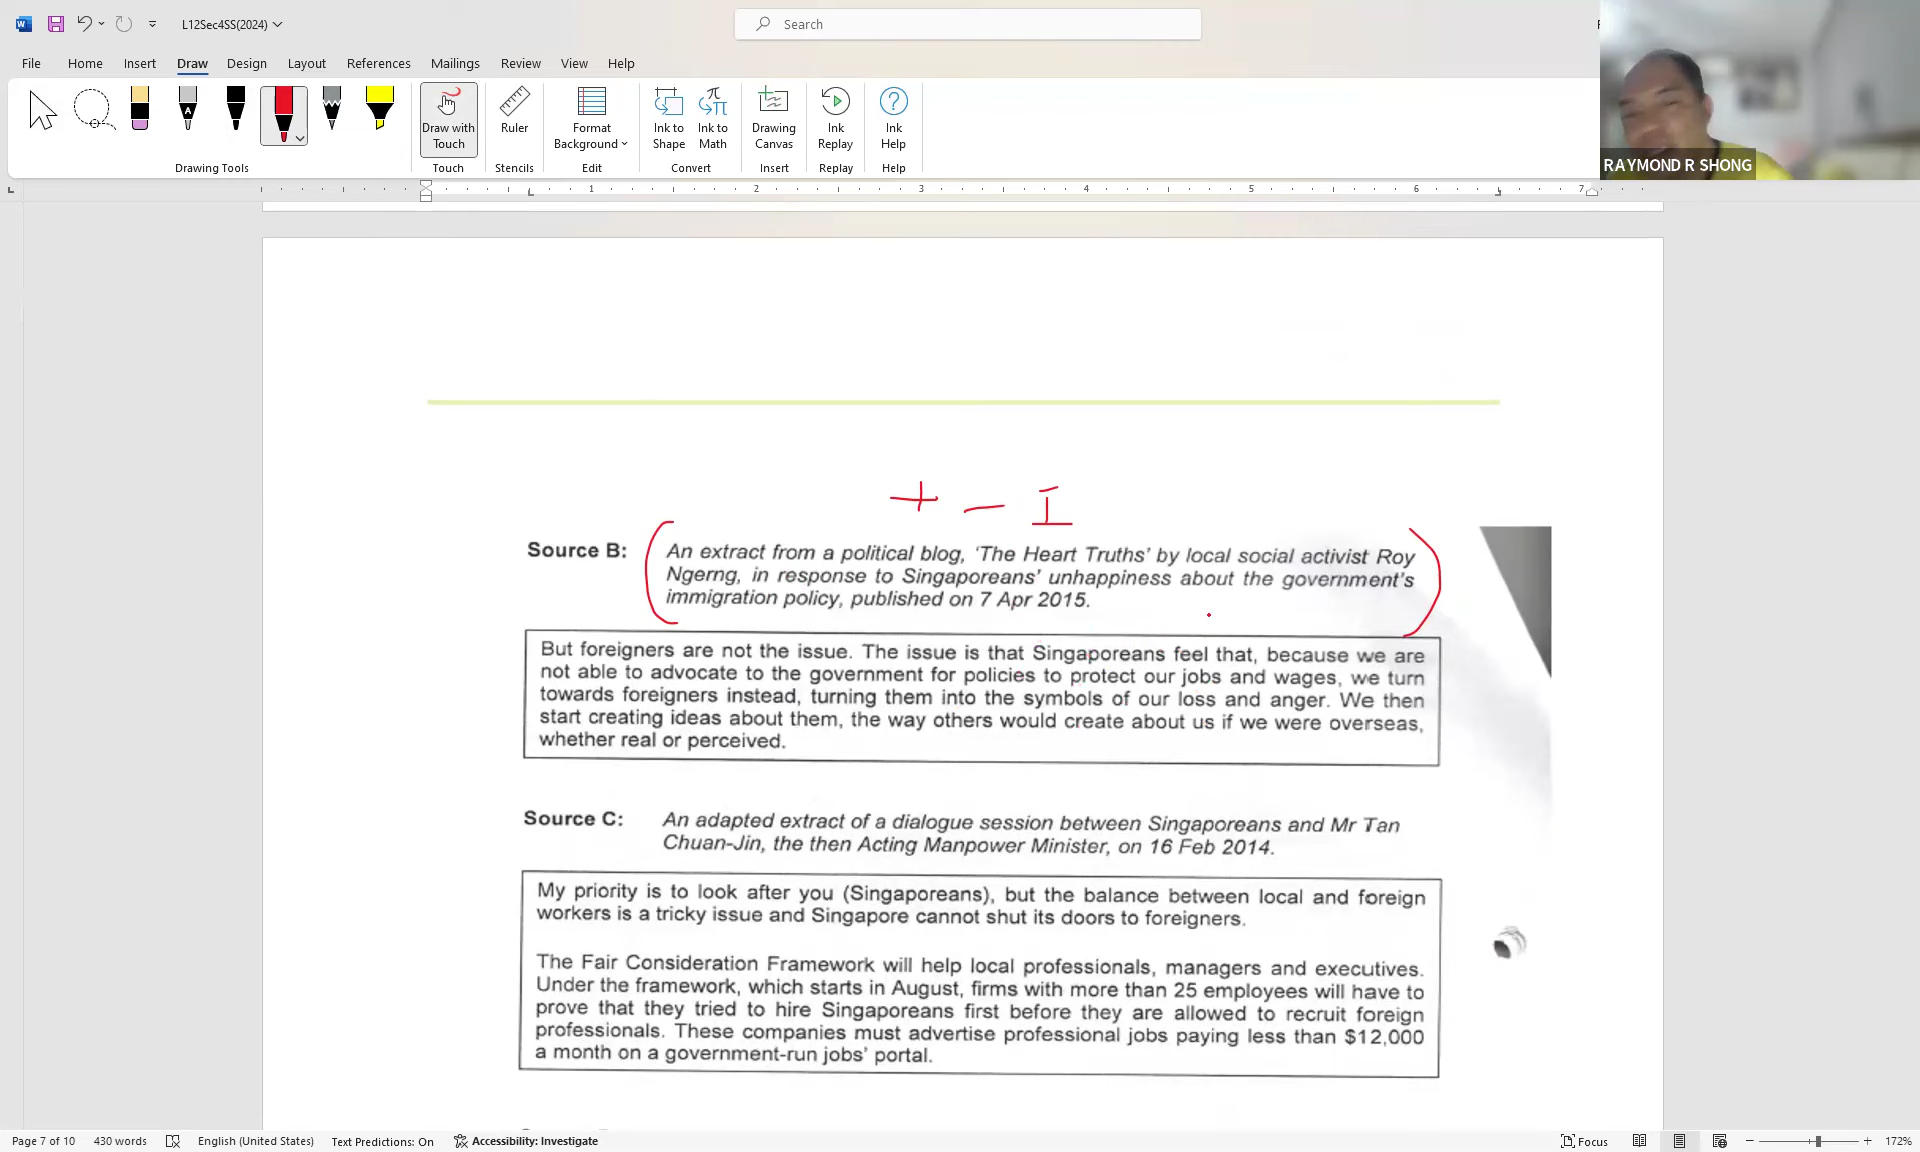 L12Sec4SS(2024)
Search
File Home Insert Draw Design Layout References Mailings Review View Help
Draw with Touch
Ruler
Format Background
Ink to Shape
Ink to Math
Drawing Canvas
Ink Replay
Ink Help
Drawing Tools Touch Stencils Edit Convert Insert Replay Help
RAYMOND R SHONG
1 2 3 4 5 6 7
+ – I
Source B: An extract from a political blog, 'The Heart Truths' by local social activist Roy
Ngerng, in response to Singaporeans' unhappiness about the government's
immigration policy, published on 7 Apr 2015.
But foreigners are not the issue. The issue is that Singaporeans feel that, because we are
not able to advocate to the government for policies to protect our jobs and wages, we turn
towards foreigners instead, turning them into the symbols of our loss and anger. We then
start creating ideas about them, the way others would create about us if we were overseas,
whether real or perceived.
Source C: An adapted extract of a dialogue session between Singaporeans and Mr Tan
Chuan-Jin, the then Acting Manpower Minister, on 16 Feb 2014.
My priority is to look after you (Singaporeans), but the balance between local and foreign
workers is a tricky issue and Singapore cannot shut its doors to foreigners.
The Fair Consideration Framework will help local professionals, managers and executives.
Under the framework, which starts in August, firms with more than 25 employees will have to
prove that they tried to hire Singaporeans first before they are allowed to recruit foreign
professionals. These companies must advertise professional jobs paying less than $12,000
a month on a government-run jobs' portal.
Page 7 of 10 430 words English (United States) Text Predictions: On Accessibility: Investigate Focus 172%